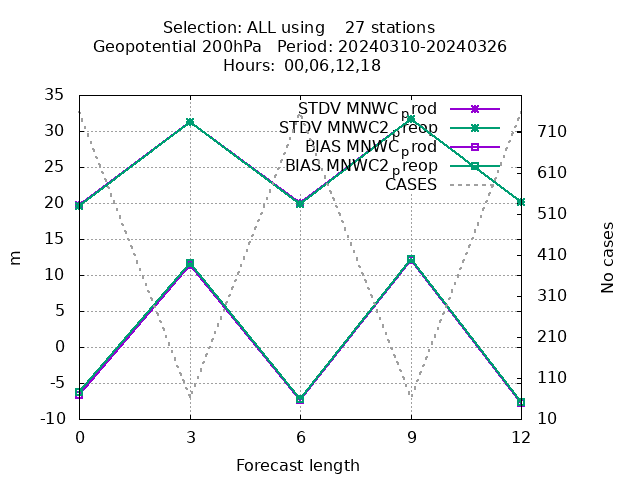 Selection: ALL using    27 stations
Geopotential 200hPa   Period: 20240310-20240326
Hours: 00,06,12,18
35
30
25
20
15
10
5
0
-5
-10
m
STDV MNWC_prod
STDV MNWC2_preop
BIAS MNWC_prod
BIAS MNWC2_preop
CASES
710
610
510
410
310
210
110
10
No cases
0 3 6 9 12
Forecast length